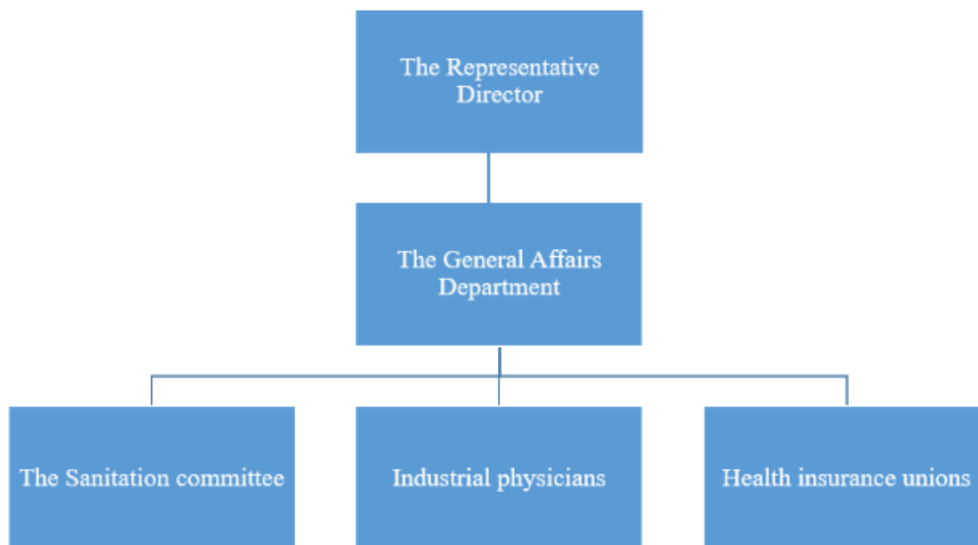 The Representative
Director
The General Affairs
Department
The Sanitation committee
Industrial physicians
Health insurance unions